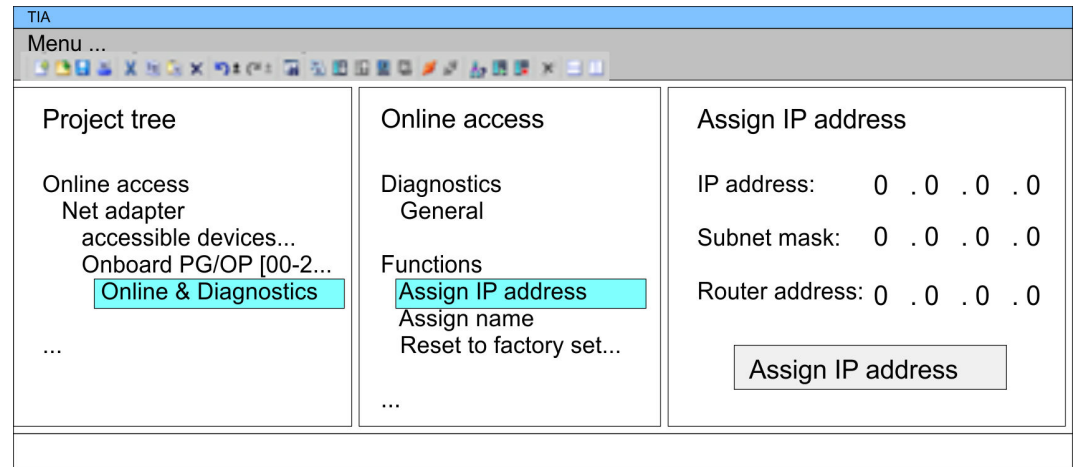 TIA
Menu ...
Project tree
Online access
Net adapter
accessible devices...
Onboard PG/OP [00-2...
Online & Diagnostics
...
Online access
Diagnostics
General
Functions
Assign IP address
Assign name
Reset to factory set...
...
Assign IP address
IP address: 0 . 0 . 0 . 0
Subnet mask: 0 . 0 . 0 . 0
Router address: 0 . 0 . 0 . 0
Assign IP address